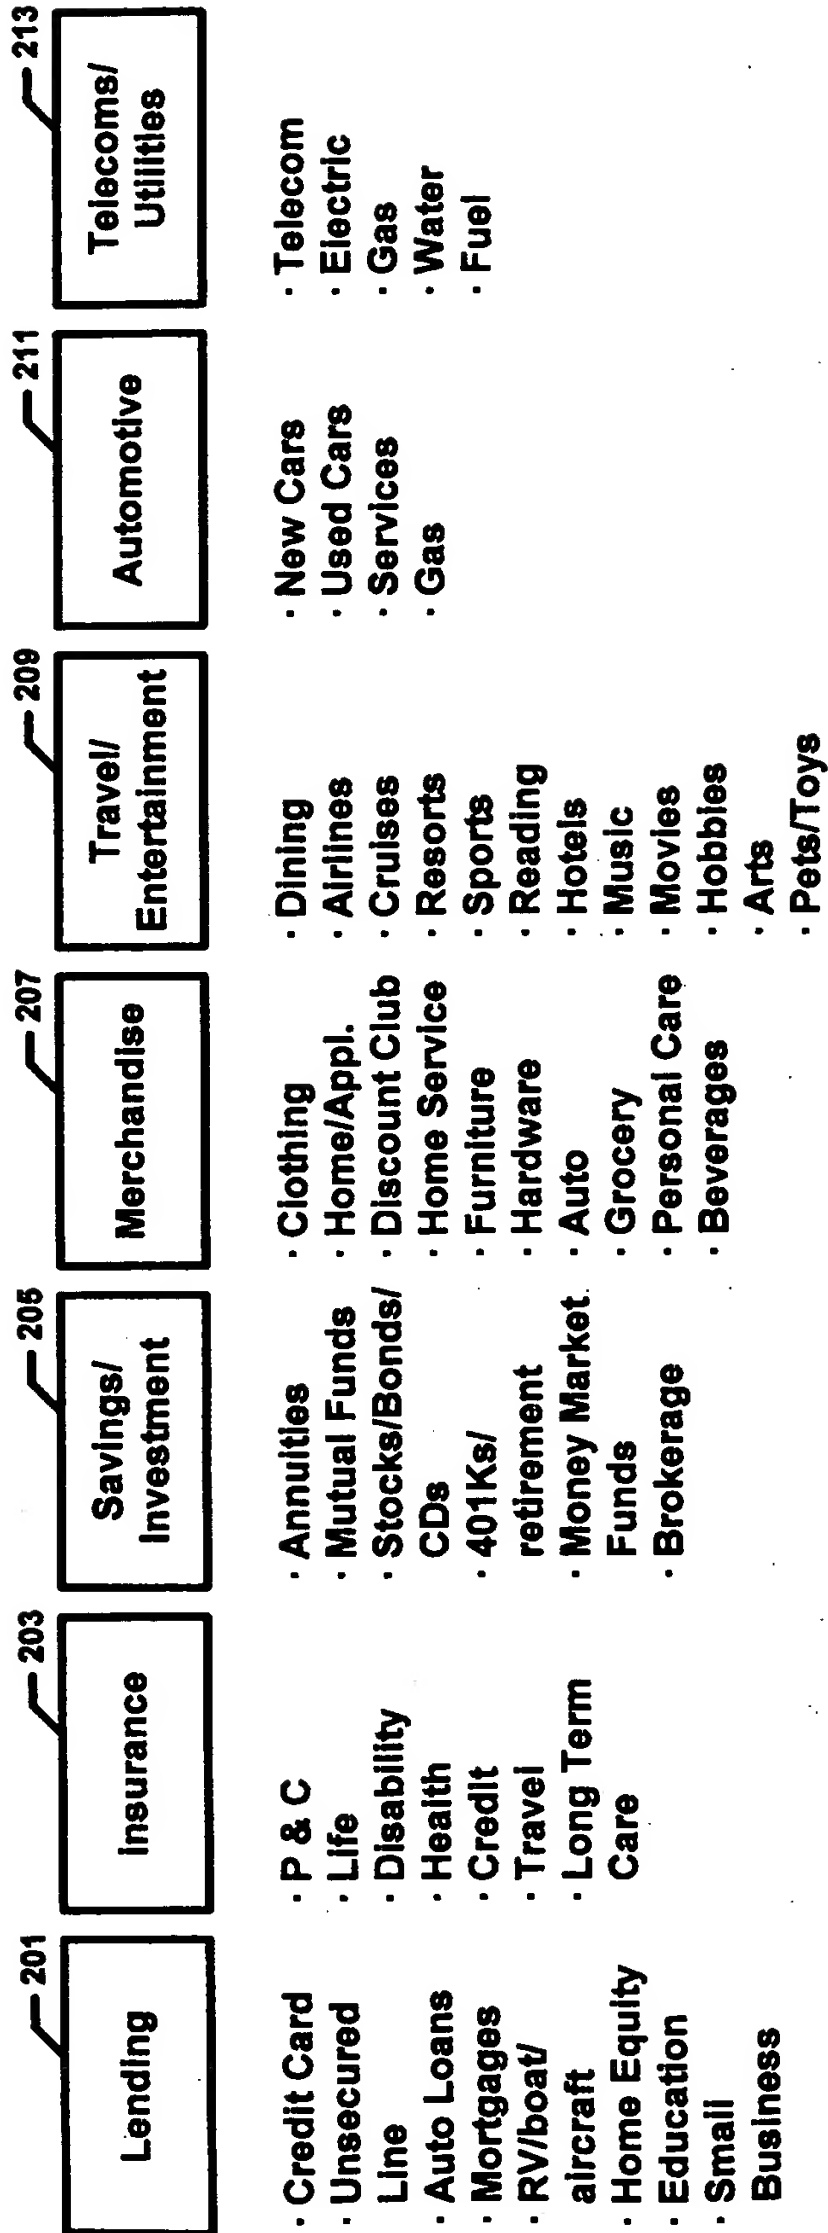 201
Lending
· Credit Card
· Unsecured
Line
· Auto Loans
· Mortgages
· RV/boat/
aircraft
· Home Equity
· Education
· Small
Business
203
Insurance
· P & C
· Life
· Disability
· Health
· Credit
· Travel
· Long Term
Care
205
Savings/
Investment
· Annuities
· Mutual Funds
· Stocks/Bonds/
CDs
· 401Ks/
retirement
· Money Market
Funds
· Brokerage
207
Merchandise
· Clothing
· Home/Appl.
· Discount Club
· Home Service
· Furniture
· Hardware
· Auto
· Grocery
· Personal Care
· Beverages
209
Travel/
Entertainment
· Dining
· Airlines
· Cruises
· Resorts
· Sports
· Reading
· Hotels
· Music
· Movies
· Hobbies
· Arts
· Pets/Toys
211
Automotive
· New Cars
· Used Cars
· Services
· Gas
213
Telecoms/
Utilities
· Telecom
· Electric
· Gas
· Water
· Fuel